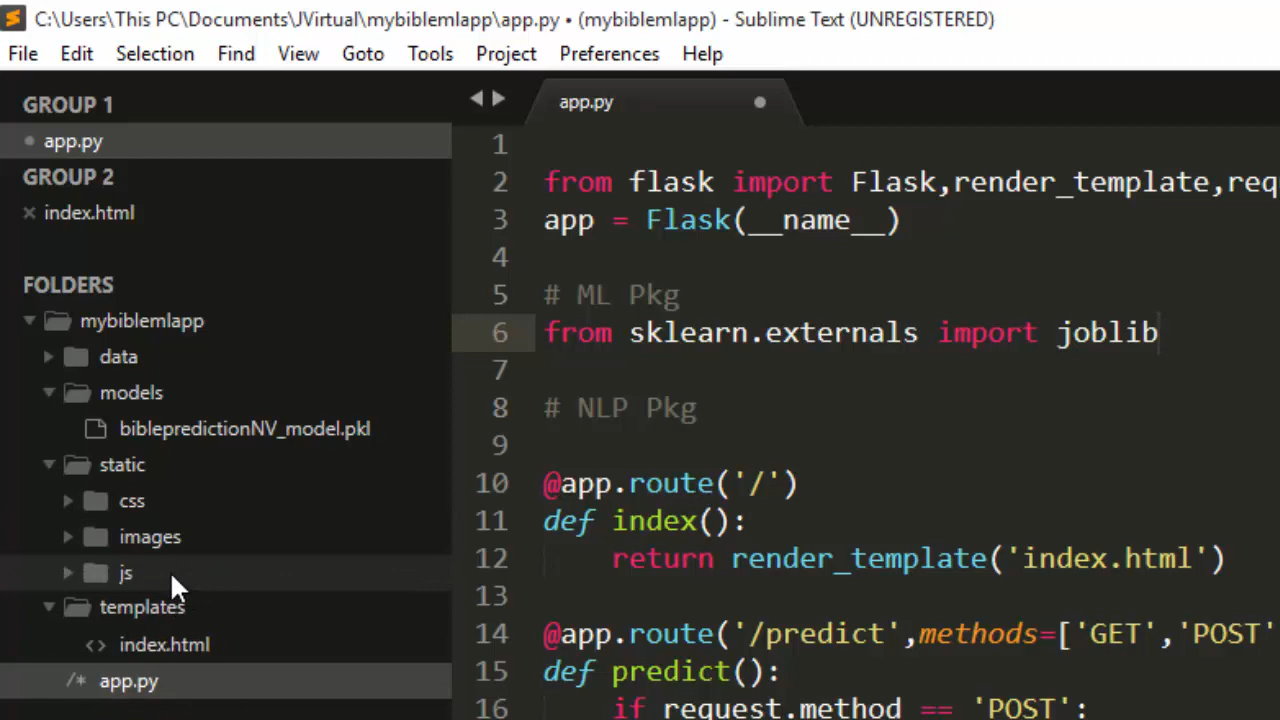 C:\Users\This PC\Documents\JVirtual\mybiblemlapp\app.py • (mybiblemlapp) - Sublime Text (UNREGISTERED)
File Edit Selection Find View Goto Tools Project Preferences Help
GROUP 1
app.py
GROUP 2
index.html
FOLDERS
mybiblemlapp
data
models
biblepredictionNV_model.pkl
static
css
images
js
templates
index.html
app.py
app.py
1
2 from flask import Flask,render_template,req
3 app = Flask(__name__)
4
5 # ML Pkg
6 from sklearn.externals import joblib
7
8 # NLP Pkg
9
10 @app.route('/')
11 def index():
12 return render_template('index.html')
13
14 @app.route('/predict',methods=['GET','POST'
15 def predict():
16 if request.method == 'POST':